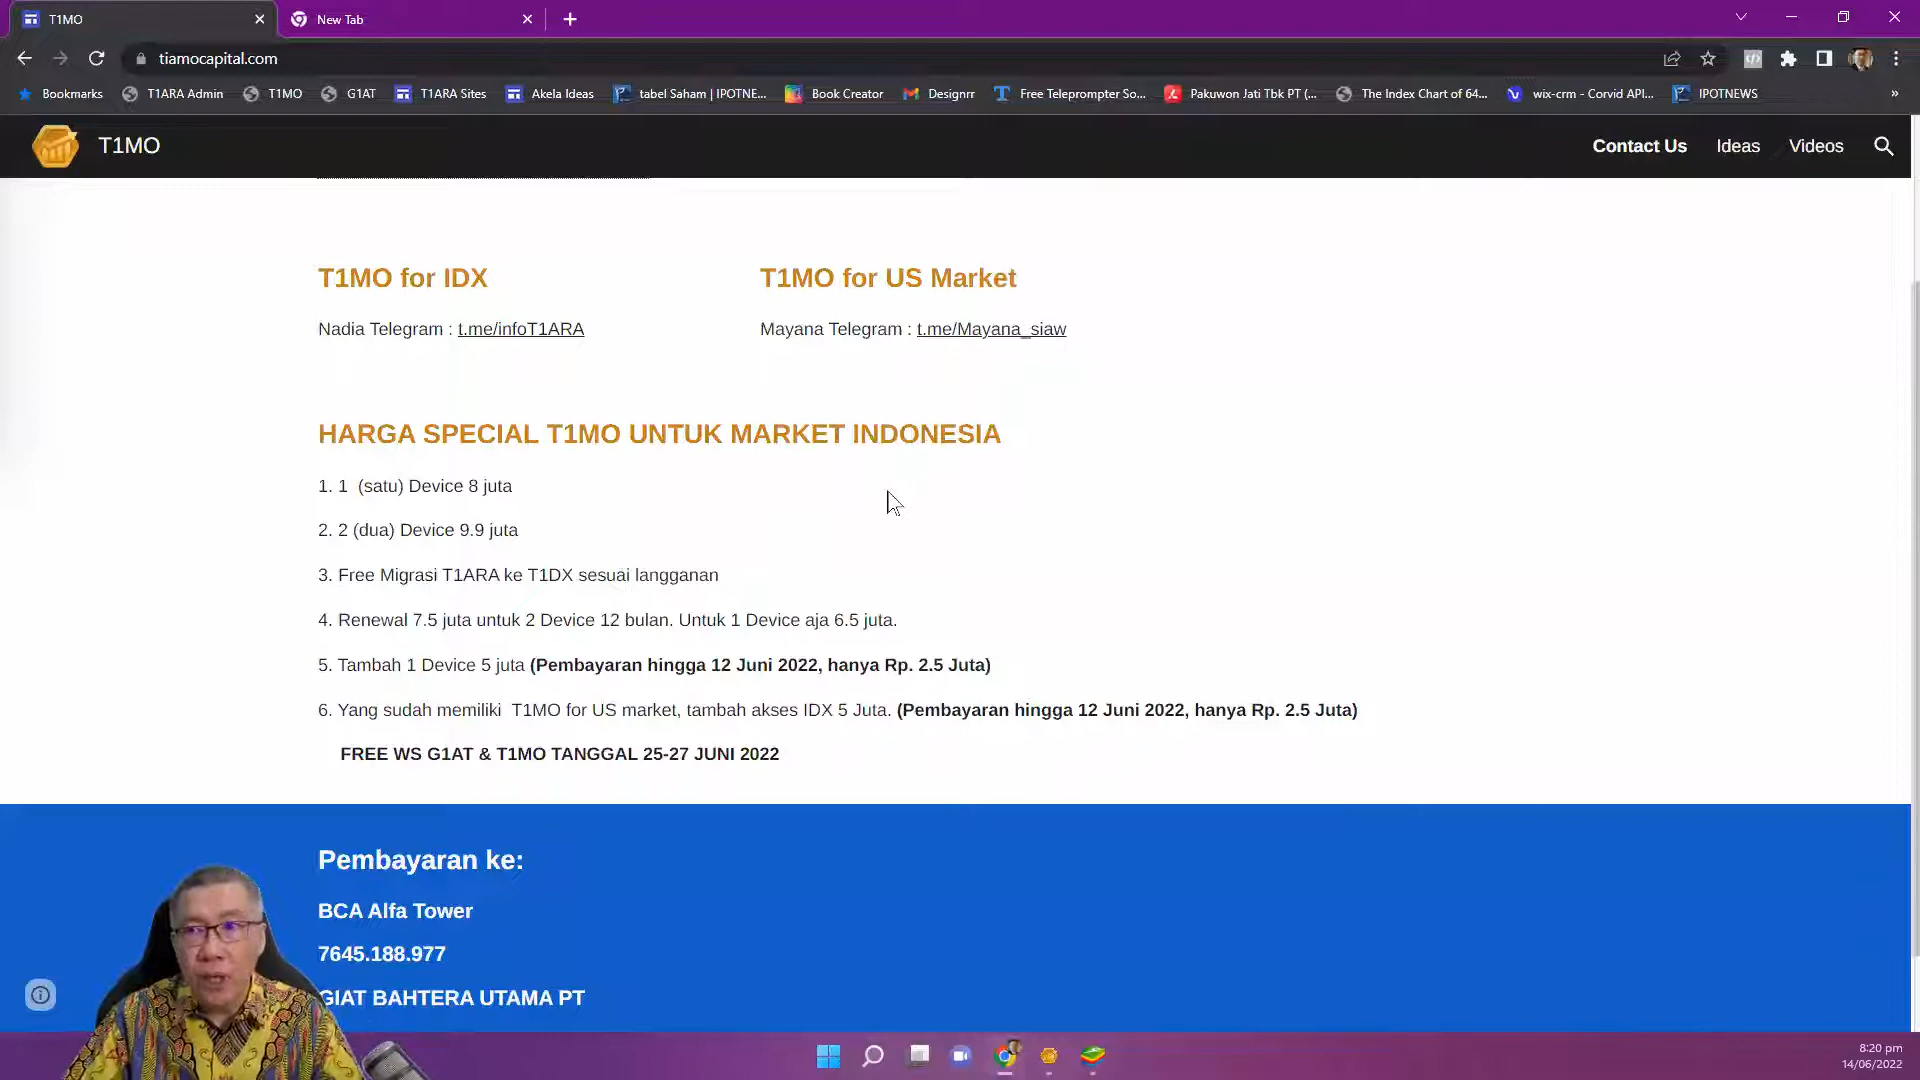 T1MO
New Tab
tiamocapital.com
Bookmarks
T1ARA Admin
T1MO
G1AT
T1ARA Sites
Akela Ideas
tabel Saham | IPOTNE...
Book Creator
Designrr
Free Teleprompter So...
Pakuwon Jati Tbk PT (...
The Index Chart of 64...
wix-crm - Corvid API...
IPOTNEWS
»
T1MO
Contact Us
Ideas
Videos
T1MO for IDX
T1MO for US Market
Nadia Telegram : t.me/infoT1ARA
Mayana Telegram : t.me/Mayana_siaw
HARGA SPECIAL T1MO UNTUK MARKET INDONESIA
1. 1 (satu) Device 8 juta
2. 2 (dua) Device 9.9 juta
3. Free Migrasi T1ARA ke T1DX sesuai langganan
4. Renewal 7.5 juta untuk 2 Device 12 bulan. Untuk 1 Device aja 6.5 juta.
5. Tambah 1 Device 5 juta (Pembayaran hingga 12 Juni 2022, hanya Rp. 2.5 Juta)
6. Yang sudah memiliki T1MO for US market, tambah akses IDX 5 Juta. (Pembayaran hingga 12 Juni 2022, hanya Rp. 2.5 Juta)
FREE WS G1AT & T1MO TANGGAL 25-27 JUNI 2022
Pembayaran ke:
BCA Alfa Tower
7645.188.977
GIAT BAHTERA UTAMA PT
8:20 pm
14/06/2022